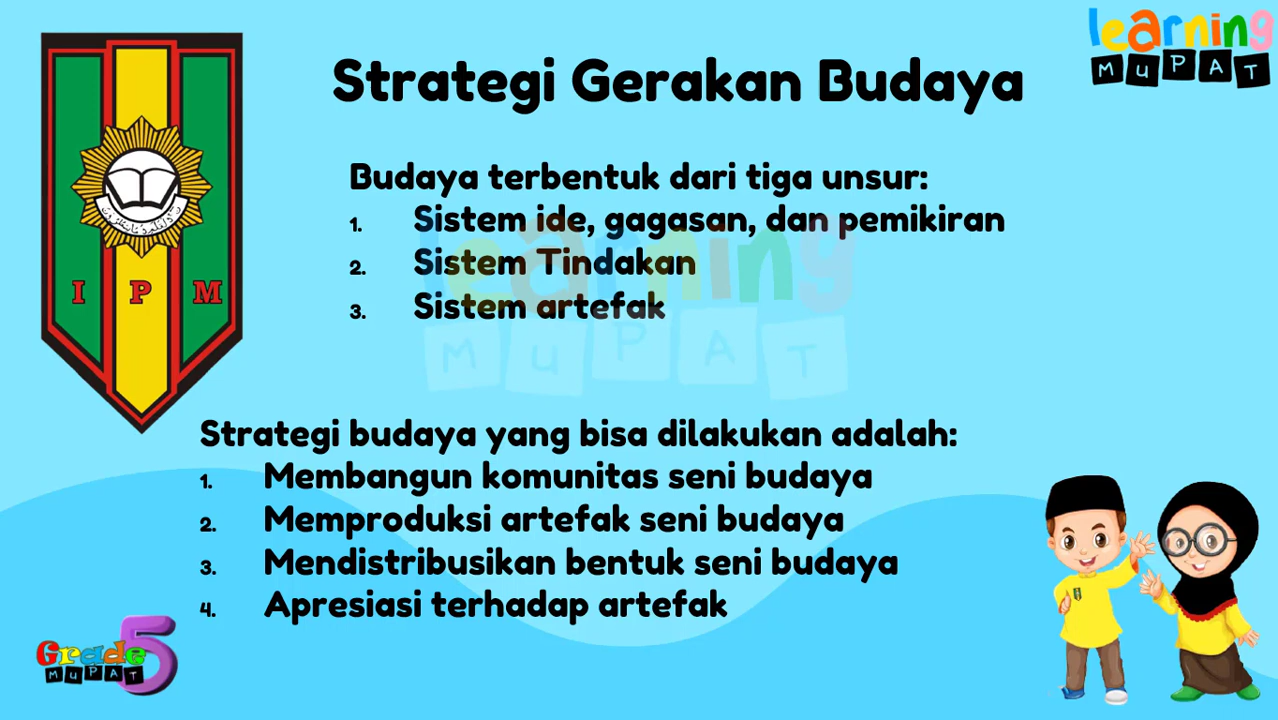 learning
MUPAT
Strategi Gerakan Budaya
Budaya terbentuk dari tiga unsur:
1. Sistem ide, gagasan, dan pemikiran
2. Sistem Tindakan
3. Sistem artefak
I P M
learning
MUPAT
Strategi budaya yang bisa dilakukan adalah:
1. Membangun komunitas seni budaya
2. Memproduksi artefak seni budaya
3. Mendistribusikan bentuk seni budaya
4. Apresiasi terhadap artefak
Grade 5
MUPAT